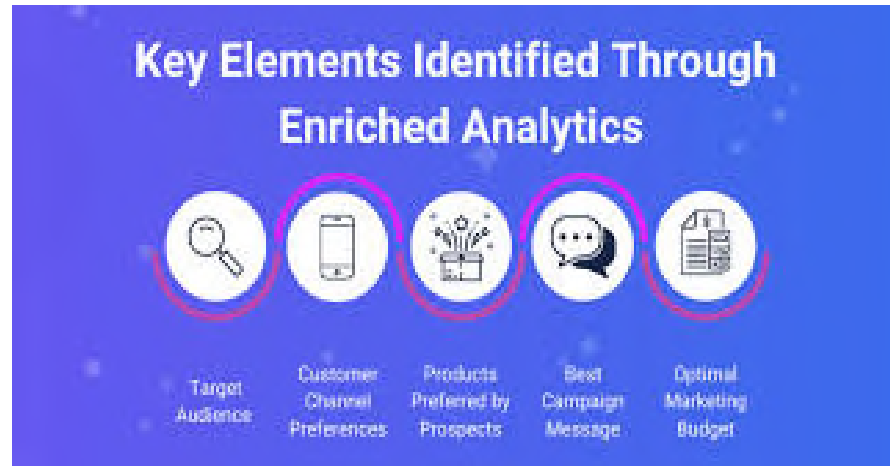 Key Elements Identified Through
Enriched Analytics
Target
Audience
Customer
Channel
Preferences
Products
Preferred by
Prospects
Best
Campaign
Message
Optimal
Marketing
Budget